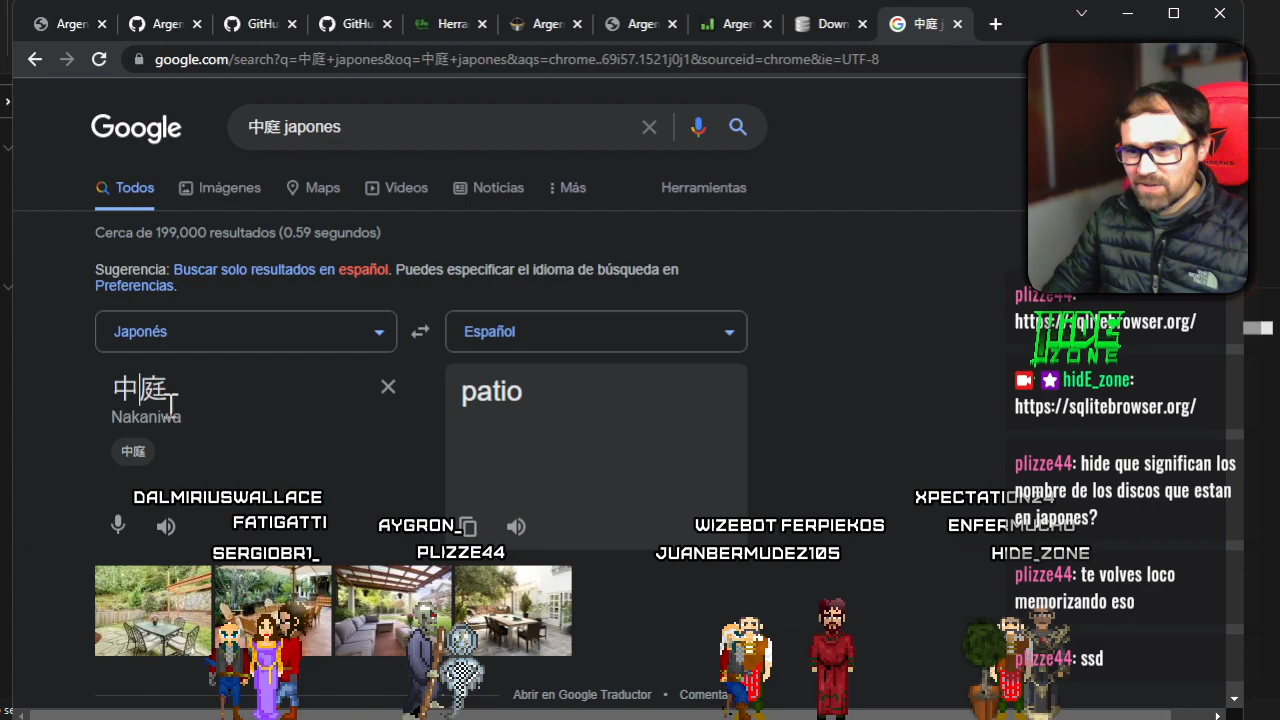 Argen
Argen
GitHu
GitHu
Herra
Argen
Argen
Arger
Down
中庭 j
google.com/search?q=中庭+japones&oq=中庭+japones&aqs=chrome..69i57.1521j0j1&sourceid=chrome&ie=UTF-8
Google
中庭 japones
Todos
Imágenes
Maps
Videos
Noticias
Más
Herramientas
Cerca de 199,000 resultados (0.59 segundos)
Sugerencia: Buscar solo resultados en español. Puedes especificar el idioma de búsqueda en
Preferencias.
Japonés
Español
中庭
Nakaniwa
中庭
patio
DALMIRIUSWALLACE
FATIGATTI
AYGRON_
SERGIOBR1_
PLIZZE44
WIZEBOT FERPIEKOS
JUANBERMUDEZ105
XPECTATION24
ENFERMUCHO
HIDE_ZONE
Abrir en Google Traductor • Comenta
plizze44:
https://sqlitebrowser.org/
HIDE
ZONE
hidE_zone:
https://sqlitebrowser.org/
plizze44: hide que significan los
nombre de los discos que estan
en japones?
plizze44: te volves loco
memorizando eso
plizze44: ssd